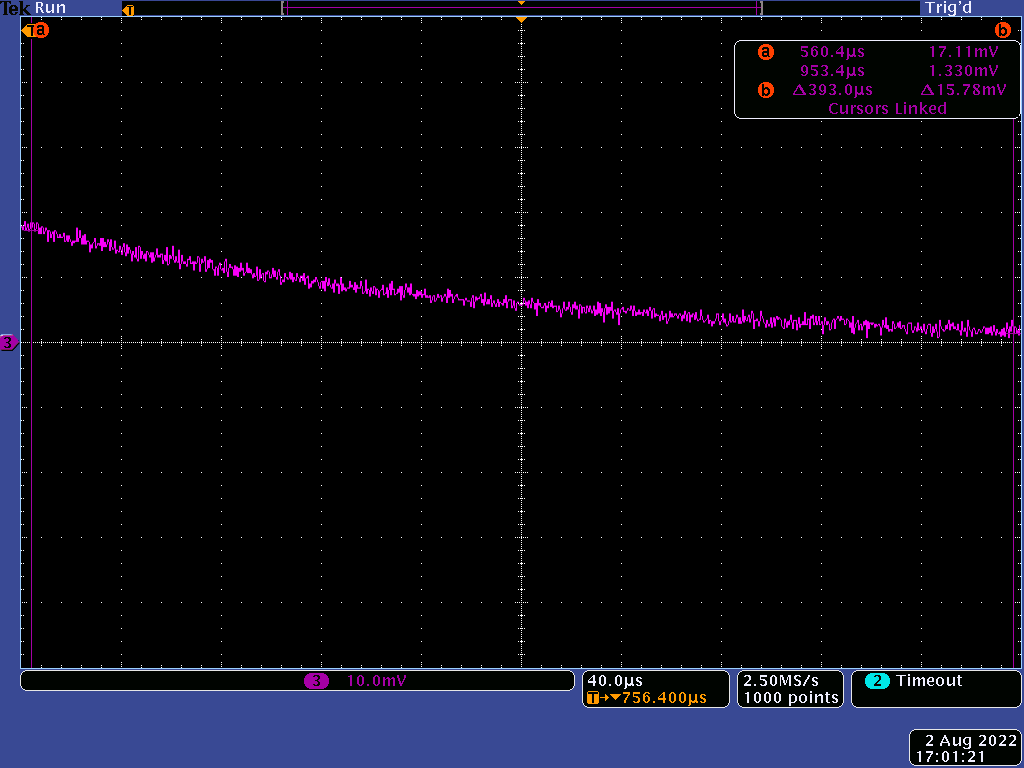 Tek Run Trig'd
T
T a b
a 560.4µs 17.11mV
953.4µs 1.330mV
b Δ393.0µs Δ15.78mV
Cursors Linked
3
3 10.0mV
40.0µs
T→▼756.400µs
2.50MS/s
1000 points
2 Timeout
2 Aug 2022
17:01:21